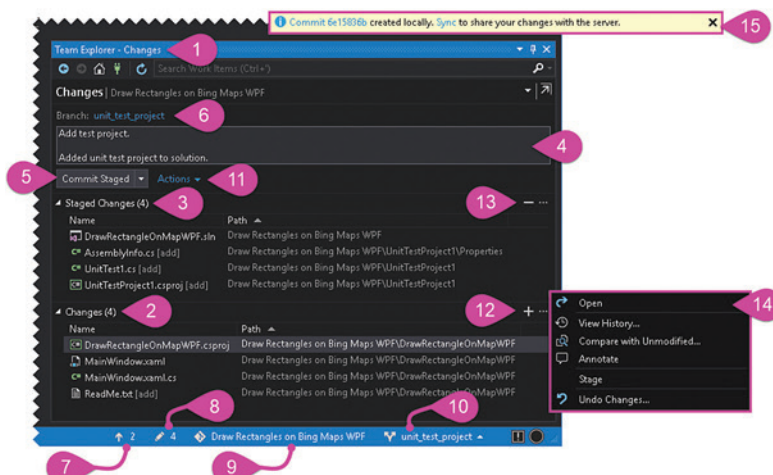 Commit 6e15836b created locally. Sync to share your changes with the server.
15
Team Explorer - Changes
1
Search Work Items (Ctrl+')
Changes | Draw Rectangles on Bing Maps WPF
Branch: unit_test_project
6
Add test project.
Added unit test project to solution.
4
5
Commit Staged
Actions
11
Staged Changes (4)
3
13
Name Path
DrawRectangleOnMapWPF.sln Draw Rectangles on Bing Maps WPF
AssemblyInfo.cs [add] Draw Rectangles on Bing Maps WPF\UnitTestProject1\Properties
UnitTest1.cs [add] Draw Rectangles on Bing Maps WPF\UnitTestProject1
UnitTestProject1.csproj [add] Draw Rectangles on Bing Maps WPF\UnitTestProject1
Changes (4)
2
12
Name Path
DrawRectangleOnMapWPF.csproj Draw Rectangles on Bing Maps WPF\DrawRectangleOnMapWPF
MainWindow.xaml Draw Rectangles on Bing Maps WPF\DrawRectangleOnMapWPF
MainWindow.xaml.cs Draw Rectangles on Bing Maps WPF\DrawRectangleOnMapWPF
ReadMe.txt [add] Draw Rectangles on Bing Maps WPF\DrawRectangleOnMapWPF
Open
14
View History...
Compare with Unmodified...
Annotate
Stage
Undo Changes...
8
10
2
4
Draw Rectangles on Bing Maps WPF
unit_test_project
7
9